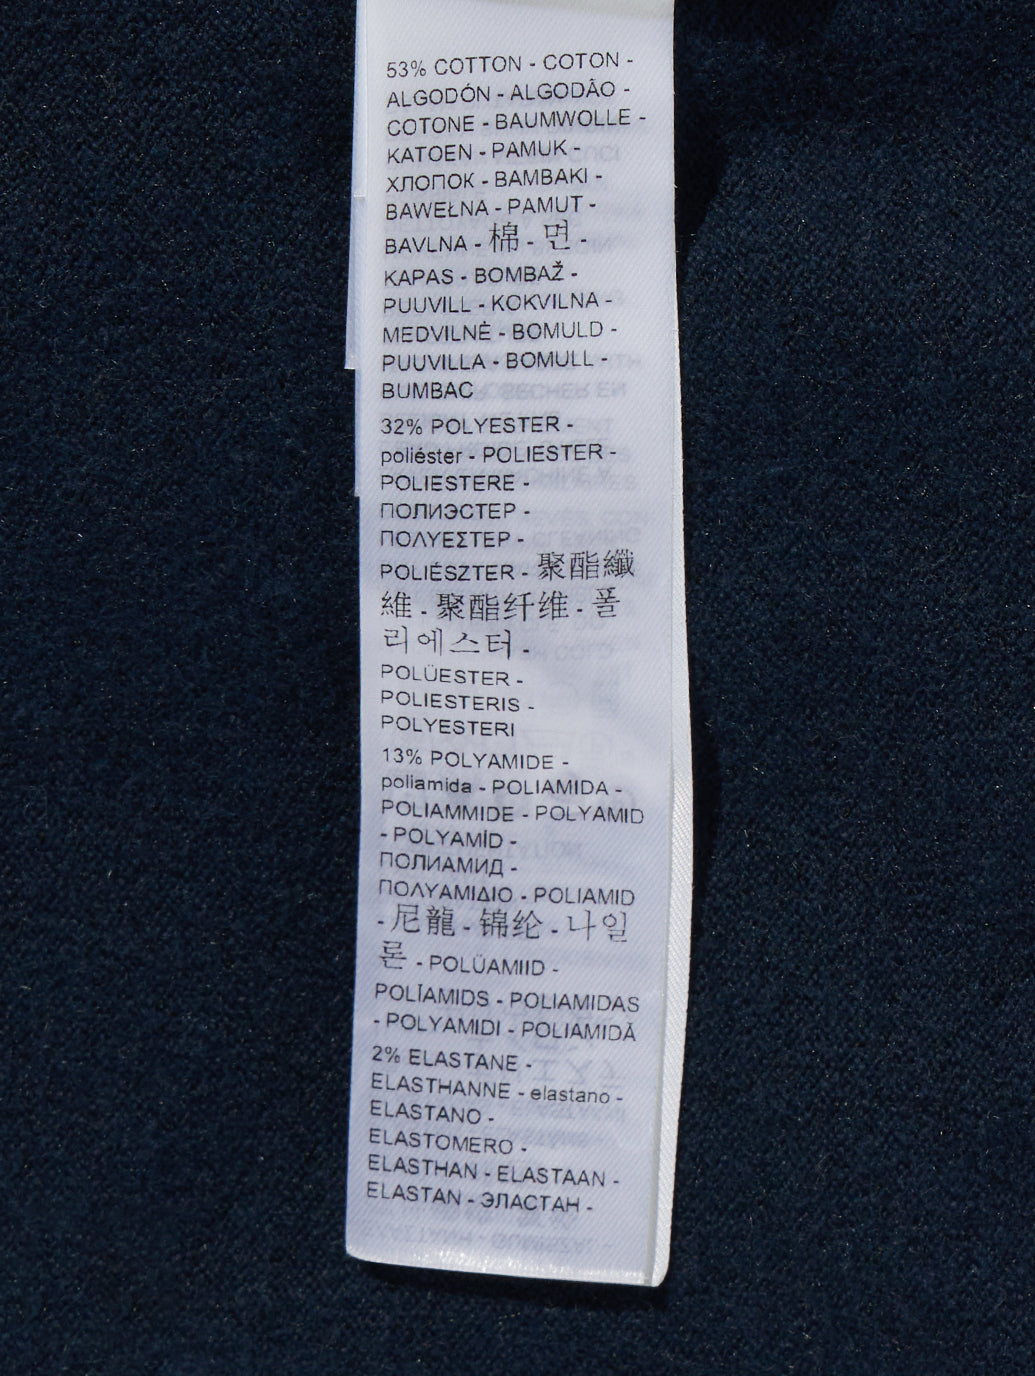 53% COTTON - COTON -
ALGODÓN - ALGODÃO -
COTONE - BAUMWOLLE -
KATOEN - PAMUK -
ХЛОПОК - BAMBAKI -
BAWEŁNA - PAMUT -
BAVLNA - 棉 - 면 -
KAPAS - BOMBAŽ -
PUUVILL - KOKVILNA -
MEDVILNĖ - BOMULD -
PUUVILLA - BOMULL -
BUMBAC
32% POLYESTER -
poliéster - POLIESTER -
POLIESTERE -
ПОЛИЭСТЕР -
ΠΟΛΥΕΣΤΕΡ -
POLIÉSZTER - 聚酯纖
維 - 聚酯纤维 - 폴
리에스터 -
POLÜESTER -
POLIESTERIS -
POLYESTERI
13% POLYAMIDE -
poliamida - POLIAMIDA -
POLIAMMIDE - POLYAMID
- POLYAMİD -
ПОЛИАМИД -
ΠΟΛΥΑΜΙΔΙΟ - POLIAMID
- 尼龍 - 锦纶 - 나일
론 - POLÜAMIID -
POLĪAMIDS - POLIAMIDAS
- POLYAMIDI - POLIAMIDĂ
2% ELASTANE -
ELASTHANNE - elastano -
ELASTANO -
ELASTOMERO -
ELASTHAN - ELASTAAN -
ELASTAN - ЭЛАСТАН -